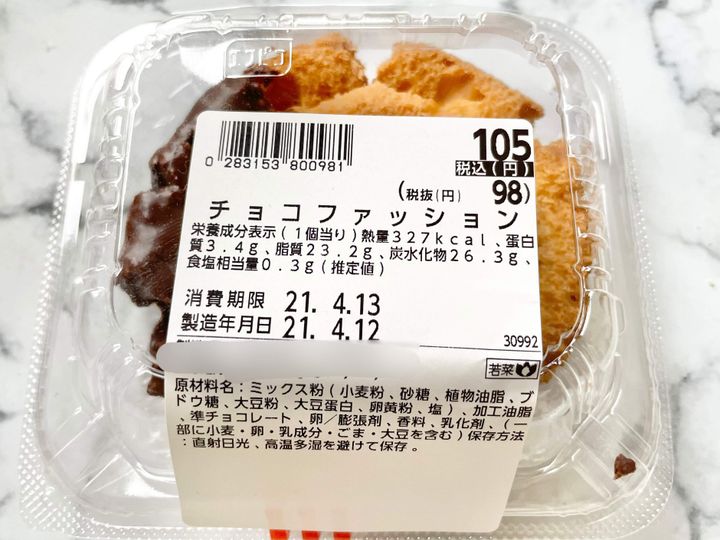 エフピコ
0 283153 800981
105
税込(円)
(税抜(円) 98)
チョコファッション
栄養成分表示(1個当り)熱量327kcal、蛋白
質3.4g、脂質23.2g、炭水化物26.3g、
食塩相当量0.3g(推定値)
消費期限 21. 4.13
製造年月日 21. 4.12
30992
若菜
原材料名:ミックス粉(小麦粉、砂糖、植物油脂、ブ
ドウ糖、大豆粉、大豆蛋白、卵黄粉、塩)、加工油脂
、準チョコレート、卵/膨張剤、香料、乳化剤、(一
部に小麦・卵・乳成分・ごま・大豆を含む)保存方法
:直射日光、高温多湿を避けて保存。